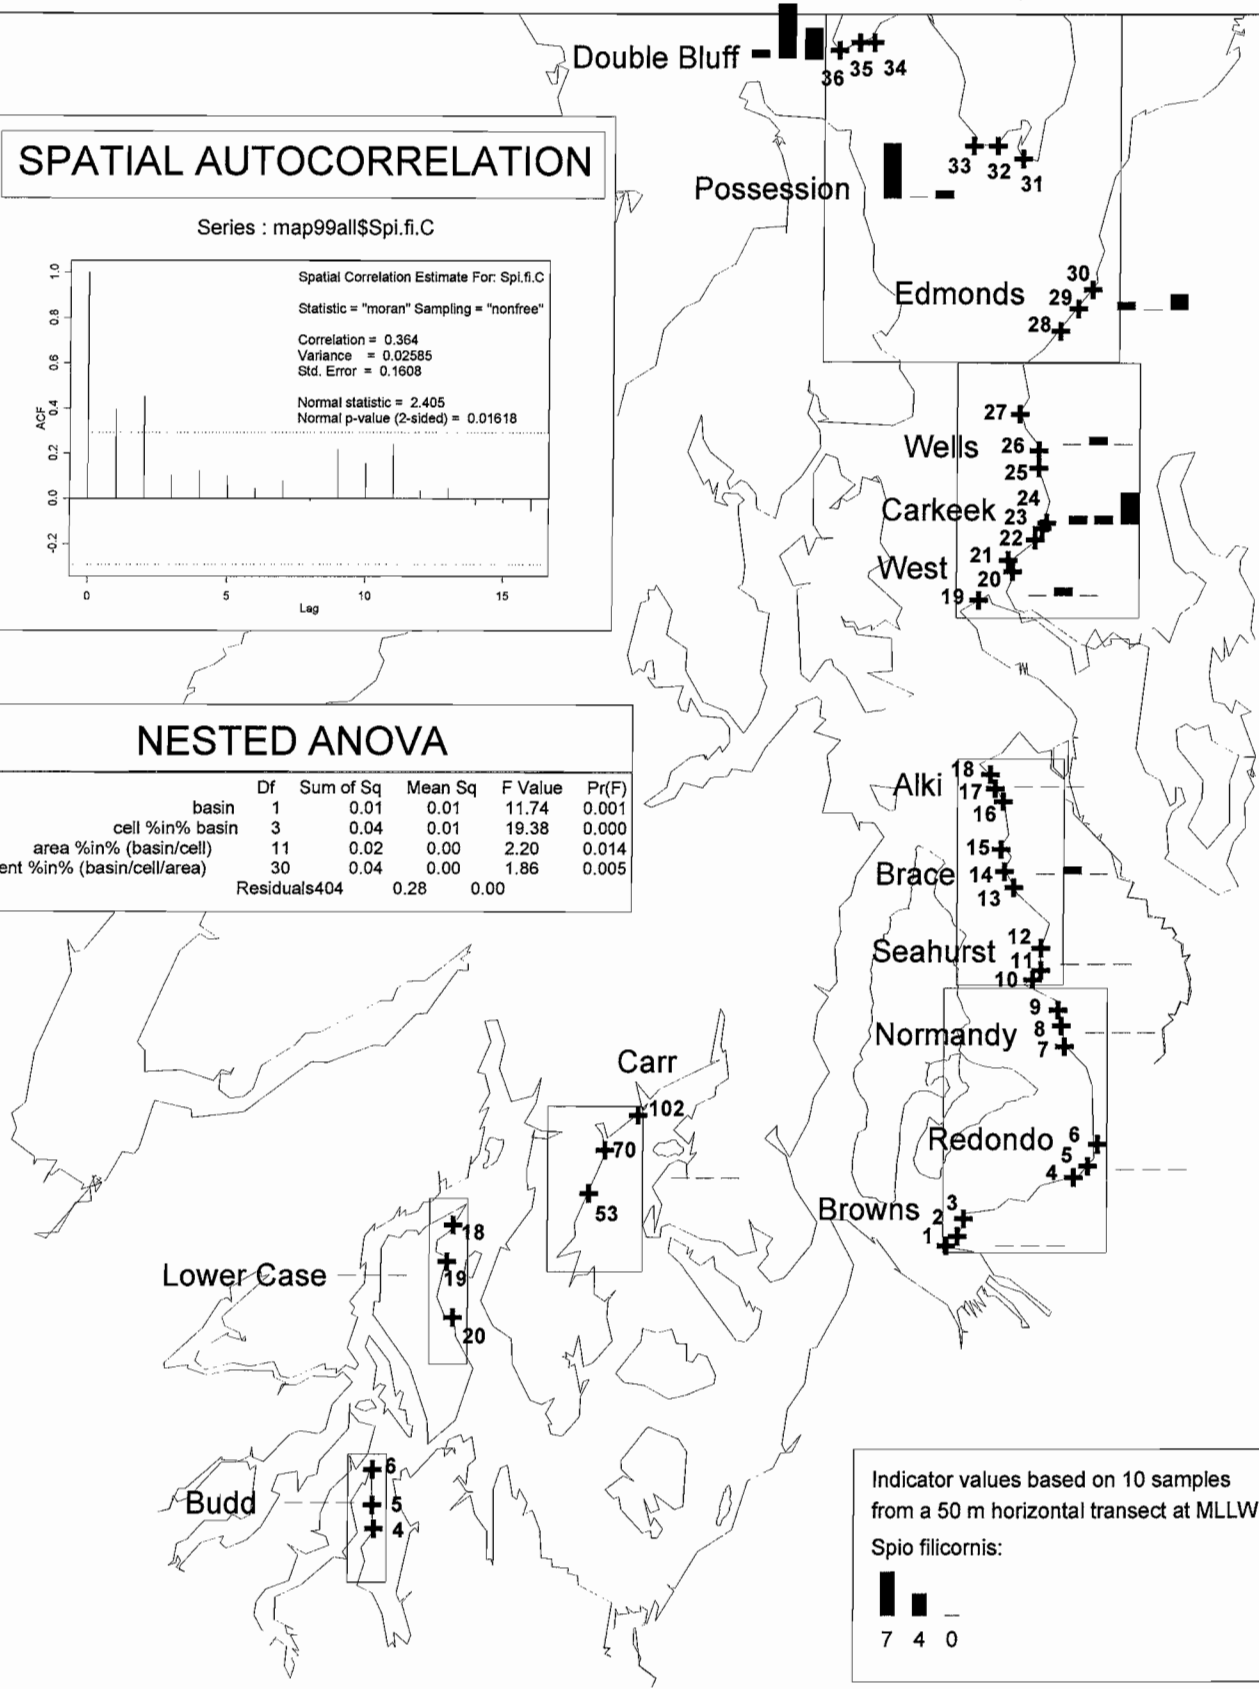 Double Bluff
36 35 34
SPATIAL AUTOCORRELATION
Series : map99all$Spi.fi.C
Spatial Correlation Estimate For: Spi.fi.C
Statistic = "moran" Sampling = "nonfree"
Correlation = 0.364
Variance = 0.02585
Std. Error = 0.1608
Normal statistic = 2.405
Normal p-value (2-sided) = 0.01618
ACF
1.0
0.8
0.6
0.4
0.2
0.0
-0.2
0 5 10 15
Lag
33 32 31
Possession
Edmonds
30
29
28
27
Wells 26
25
24
Carkeek 23
22
21
West 20
19
NESTED ANOVA
Df Sum of Sq Mean Sq F Value Pr(F)
basin 1 0.01 0.01 11.74 0.001
cell %in% basin 3 0.04 0.01 19.38 0.000
area %in% (basin/cell) 11 0.02 0.00 2.20 0.014
ent %in% (basin/cell/area) 30 0.04 0.00 1.86 0.005
Residuals404 0.28 0.00
18
Alki 17
16
15
Brace 14
13
12
Seahurst 11
10
9
Normandy 8
7
Carr
102
70
53
Redondo 6
5
4
Browns 3
2
1
18
Lower Case 19
20
6
Budd 5
4
Indicator values based on 10 samples
from a 50 m horizontal transect at MLLW
Spio filicornis:
7 4 0